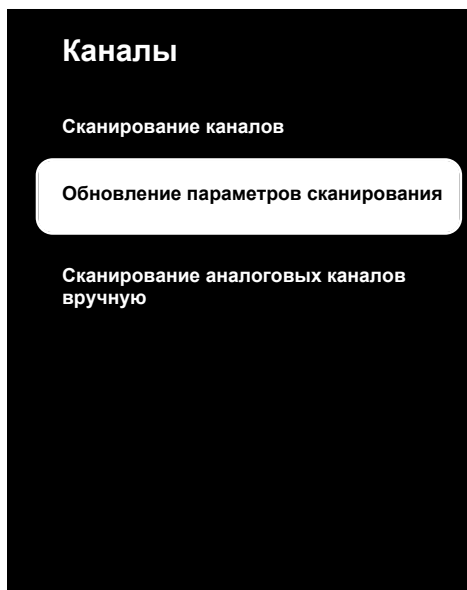 Каналы
Сканирование каналов
Обновление параметров сканирования
Сканирование аналоговых каналов
вручную